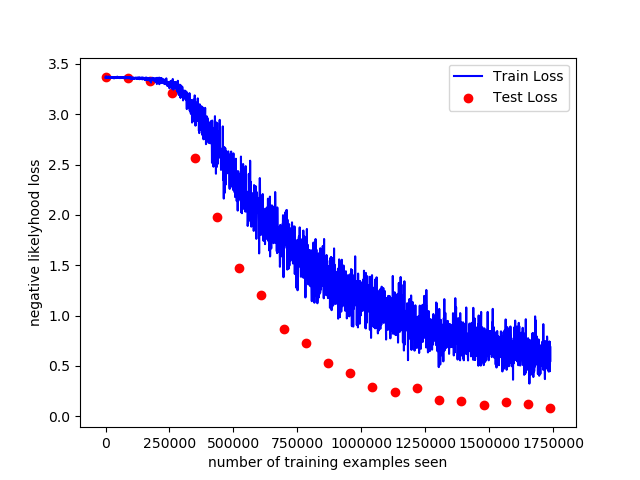 3.5
3.0
2.5
2.0
1.5
1.0
0.5
0.0
negative likelyhood loss
Train Loss
Test Loss
0 250000 500000 750000 1000000 1250000 1500000 1750000
number of training examples seen